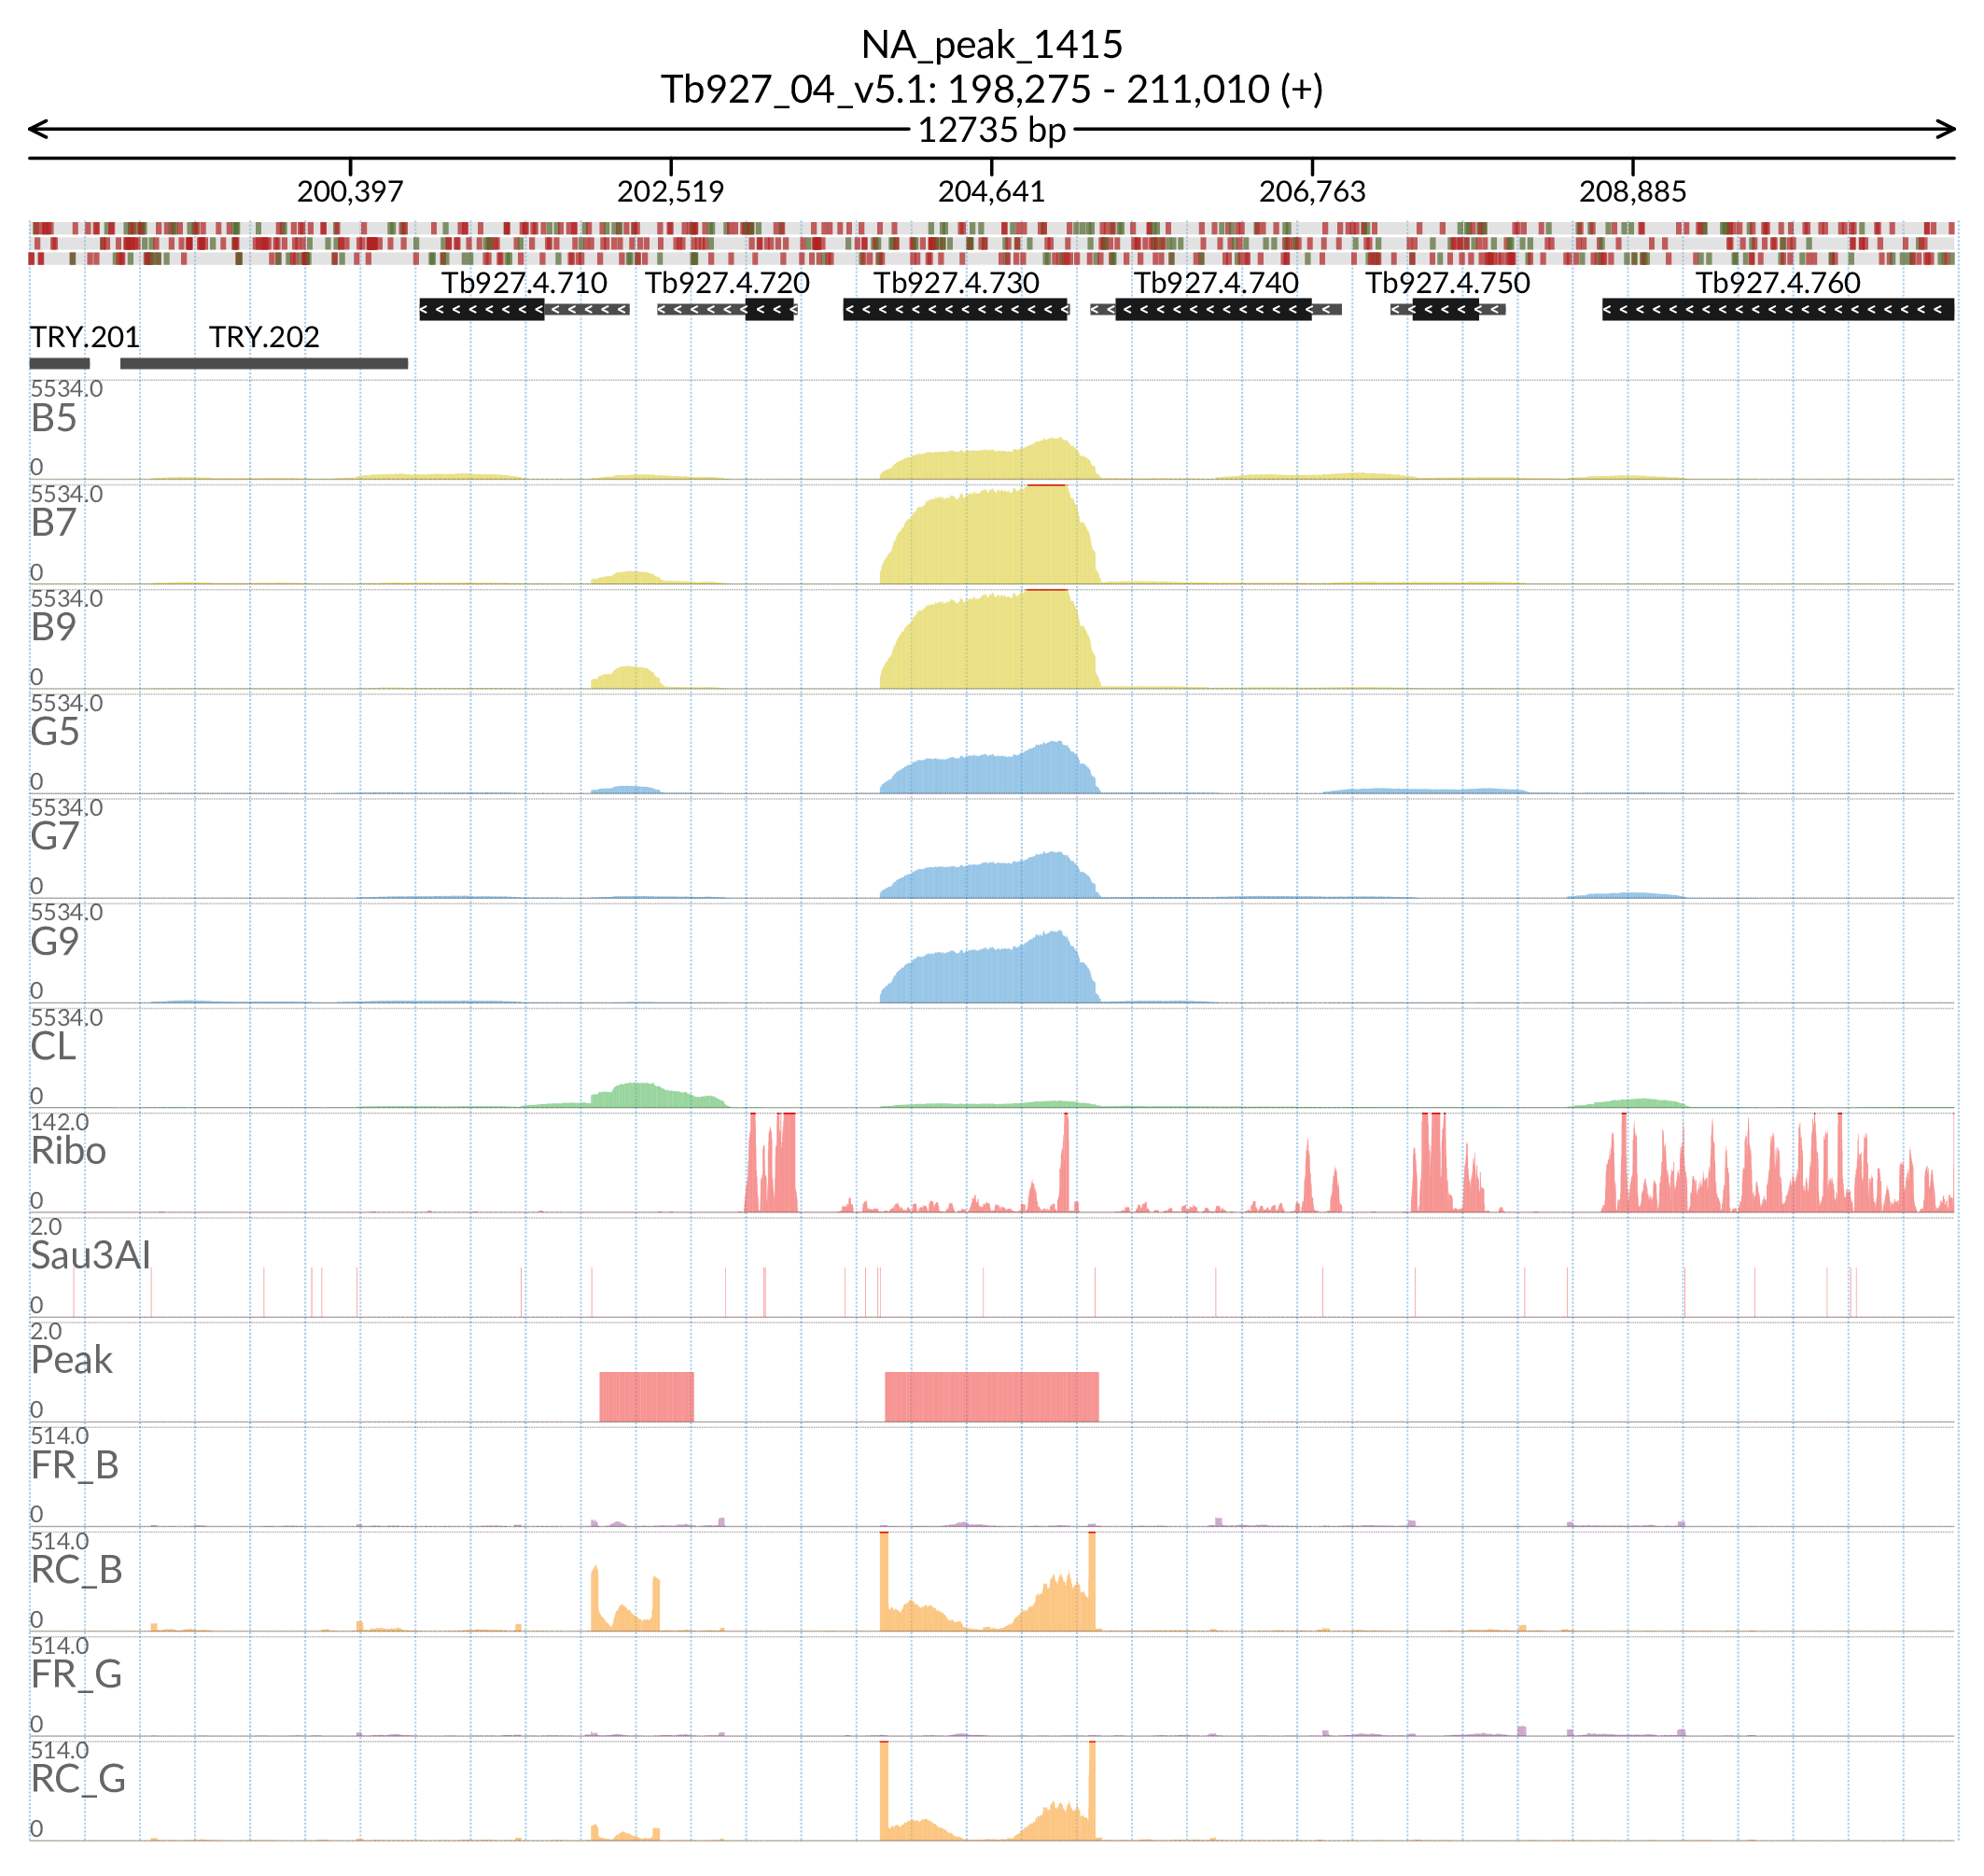 NA_peak_1415
Tb927_04_v5.1: 198,275 - 211,010 (+)
12735 bp
200,397 202,519 204,641 206,763 208,885
Tb927.4.710 Tb927.4.720 Tb927.4.730 Tb927.4.740 Tb927.4.750 Tb927.4.760
TRY.201 TRY.202
5534.0
B5
0
5534.0
B7
0
5534.0
B9
0
5534.0
G5
0
5534.0
G7
0
5534.0
G9
0
5534.0
CL
0
142.0
Ribo
0
2.0
Sau3AI
0
2.0
Peak
0
514.0
FR_B
0
514.0
RC_B
0
514.0
FR_G
0
514.0
RC_G
0